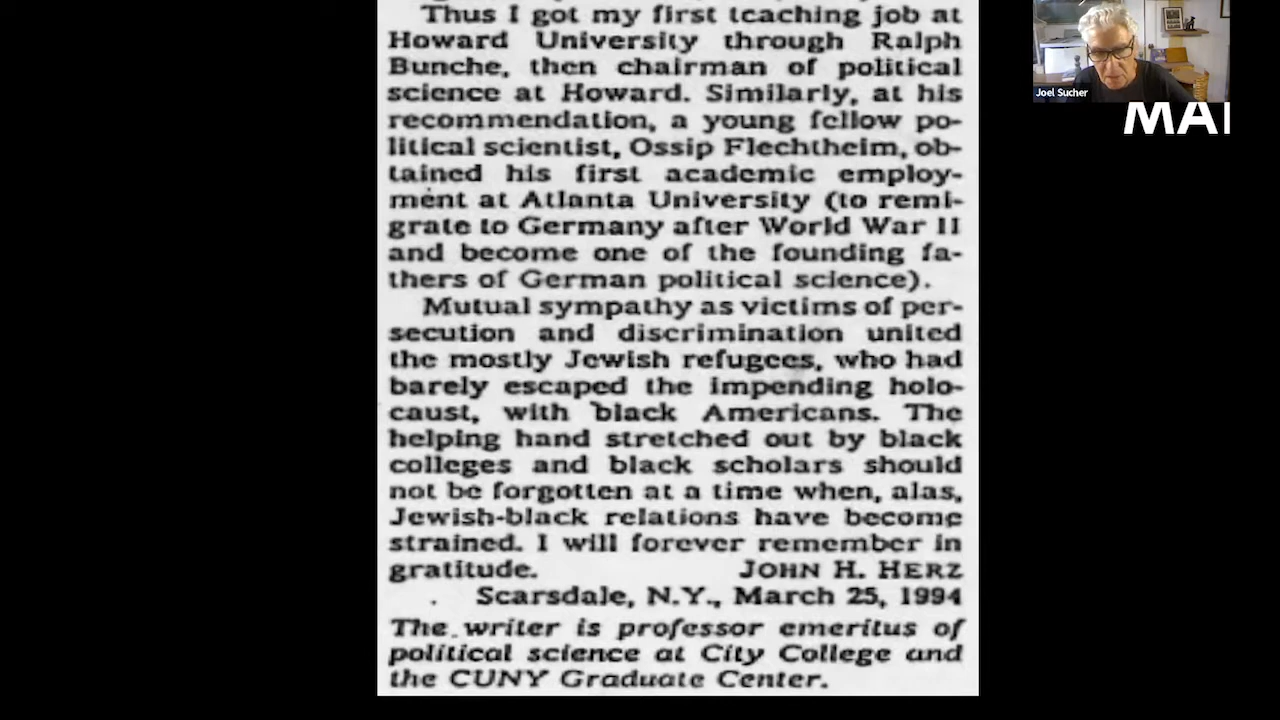 Thus I got my first teaching job at
Howard University through Ralph
Bunche, then chairman of political
science at Howard. Similarly, at his
recommendation, a young fellow po-
litical scientist, Ossip Flechtheim, ob-
tained his first academic employ-
ment at Atlanta University (to remi-
grate to Germany after World War II
and become one of the founding fa-
thers of German political science).
Mutual sympathy as victims of per-
secution and discrimination united
the mostly Jewish refugees, who had
barely escaped the impending holo-
caust, with black Americans. The
helping hand stretched out by black
colleges and black scholars should
not be forgotten at a time when, alas,
Jewish-black relations have become
strained. I will forever remember in
gratitude. JOHN H. HERZ
Scarsdale, N.Y., March 25, 1994
The writer is professor emeritus of
political science at City College and
the CUNY Graduate Center.
Joel Sucher